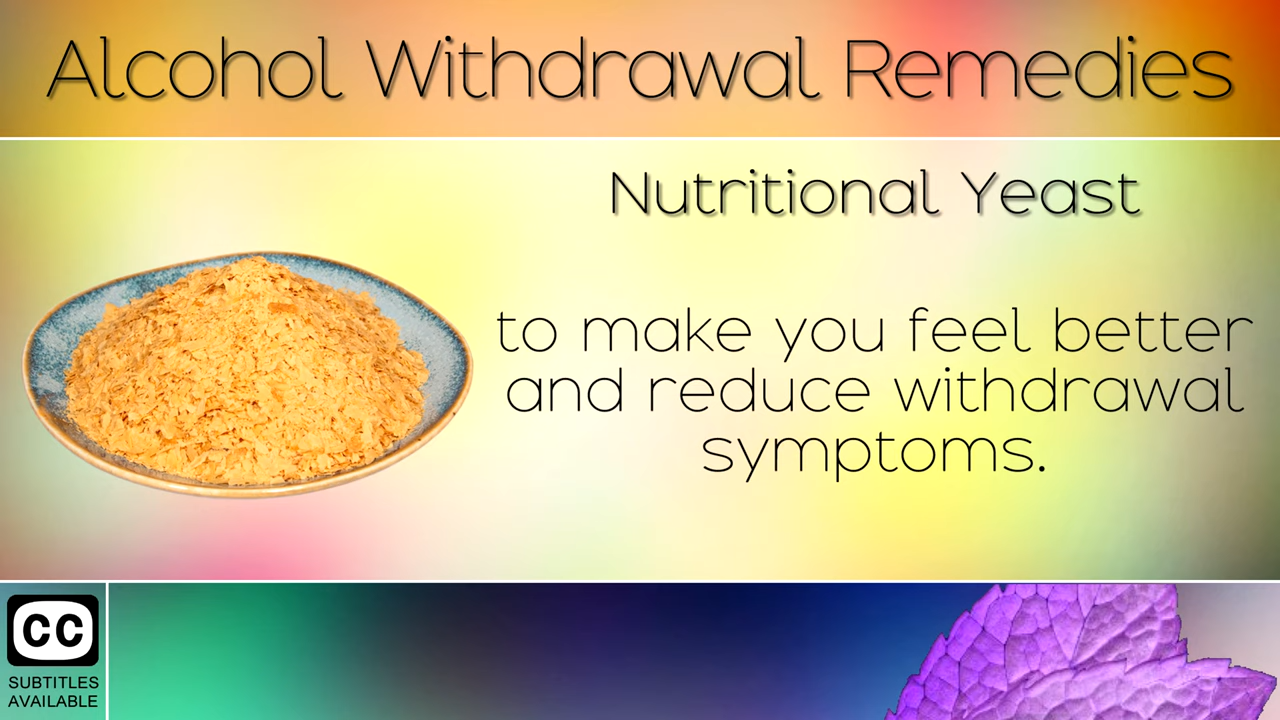 Alcohol Withdrawal Remedies
Nutritional Yeast
to make you feel better
and reduce withdrawal
symptoms.
CC
SUBTITLES
AVAILABLE